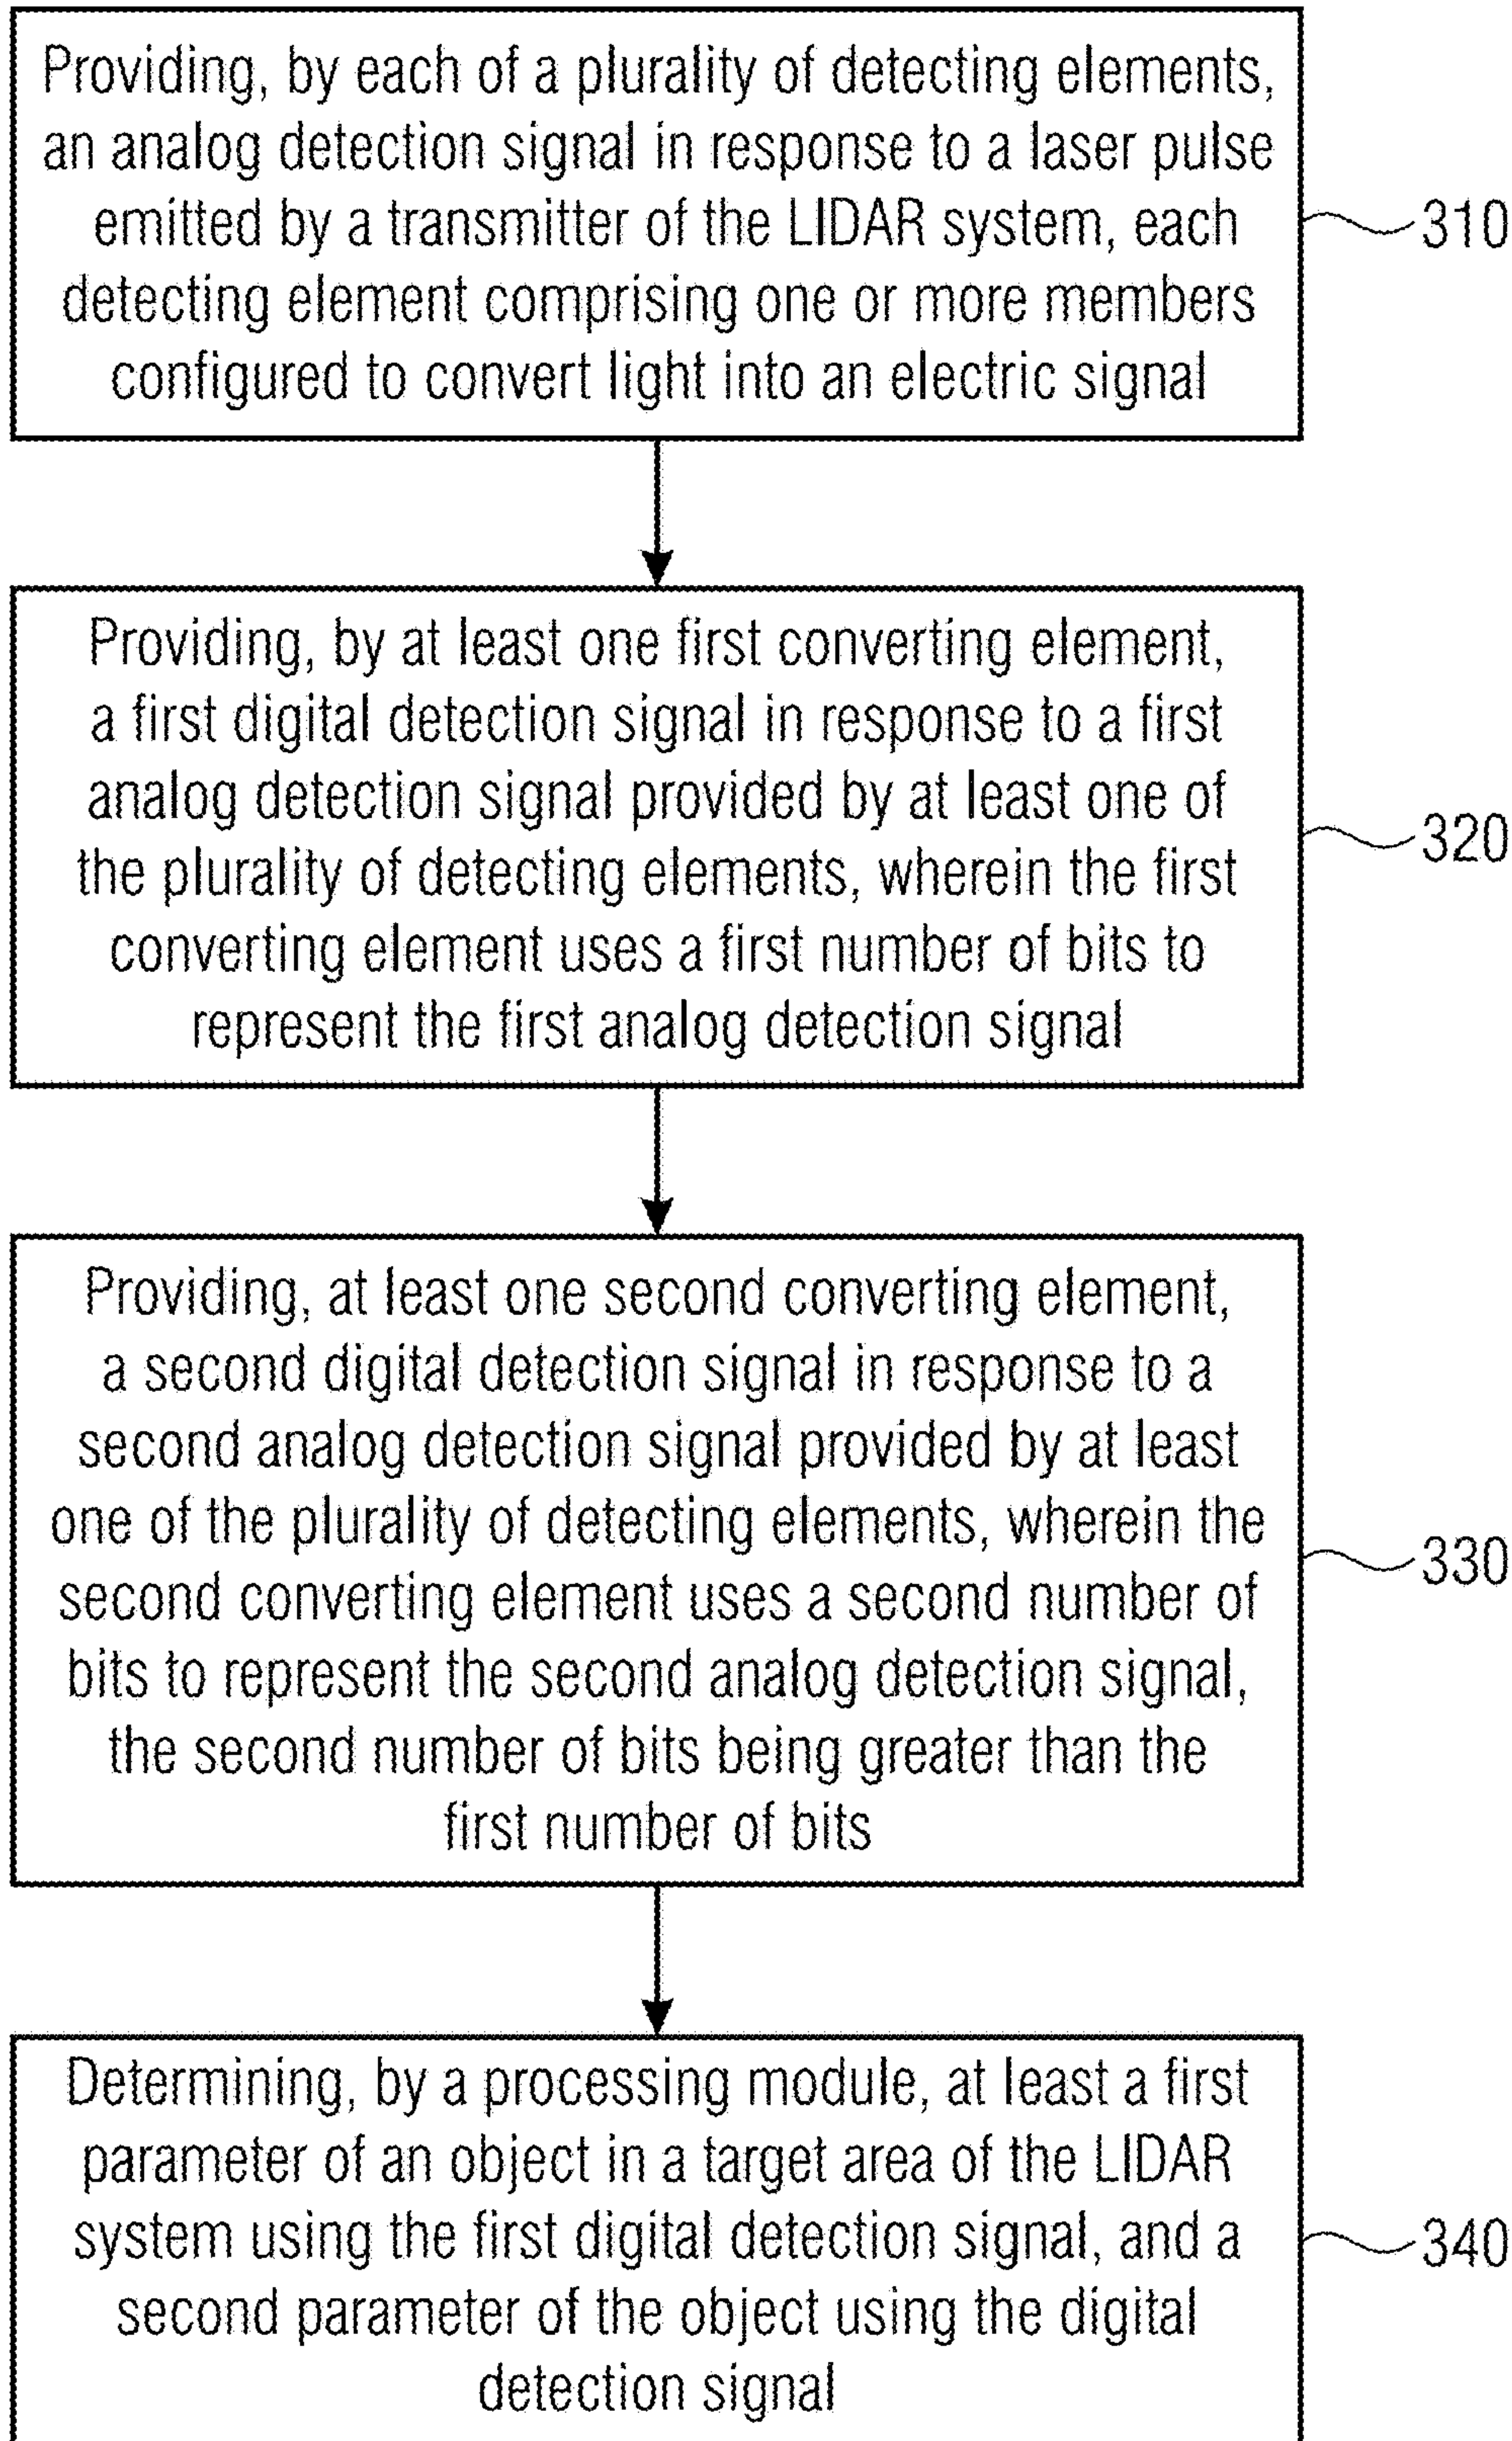 Providing, by each of a plurality of detecting elements,
an analog detection signal in response to a laser pulse
emitted by a transmitter of the LIDAR system, each
detecting element comprising one or more members
configured to convert light into an electric signal
310
Providing, by at least one first converting element,
a first digital detection signal in response to a first
analog detection signal provided by at least one of
the plurality of detecting elements, wherein the first
converting element uses a first number of bits to
represent the first analog detection signal
320
Providing, at least one second converting element,
a second digital detection signal in response to a
second analog detection signal provided by at least
one of the plurality of detecting elements, wherein the
second converting element uses a second number of
bits to represent the second analog detection signal,
the second number of bits being greater than the
first number of bits
330
Determining, by a processing module, at least a first
parameter of an object in a target area of the LIDAR
system using the first digital detection signal, and a
second parameter of the object using the digital
detection signal
340